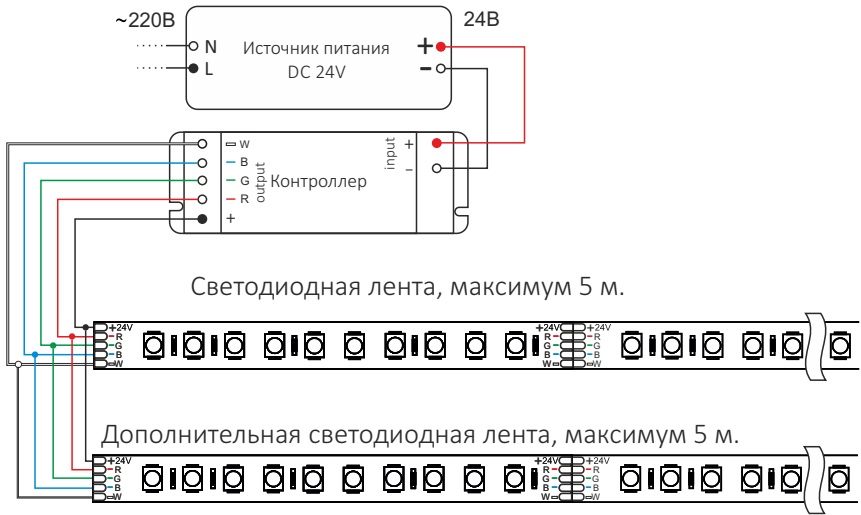 ~220В
24В
N
Источник питания
+
L
DC 24V
–
W
B
G
R
+
output
Контроллер
input
+
–
Светодиодная лента, максимум 5 м.
+24V
R
G
B
W
+24V
R
G
B
W
+24V
R
G
B
W
Дополнительная светодиодная лента, максимум 5 м.
+24V
R
G
B
W
+24V
R
G
B
W
+24V
R
G
B
W